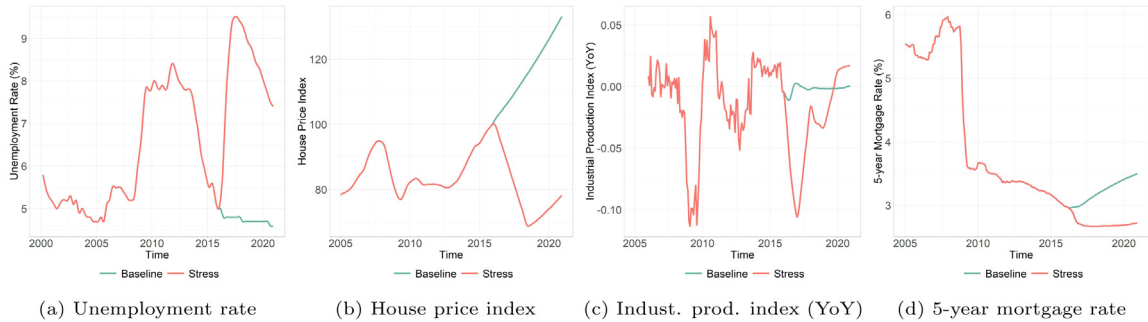 Unemployment Rate (%)
9
8
7
6
5
2000 2005 2010 2015 2020
Time
Baseline Stress
(a) Unemployment rate
House Price Index
120
100
80
2005 2010 2015 2020
Time
Baseline Stress
(b) House price index
Industrial Production Index (YoY)
0.05
0.00
-0.05
-0.10
2005 2010 2015 2020
Time
Baseline Stress
(c) Indust. prod. index (YoY)
5-year Mortgage Rate (%)
6
5
4
3
2005 2010 2015 2020
Time
Baseline Stress
(d) 5-year mortgage rate